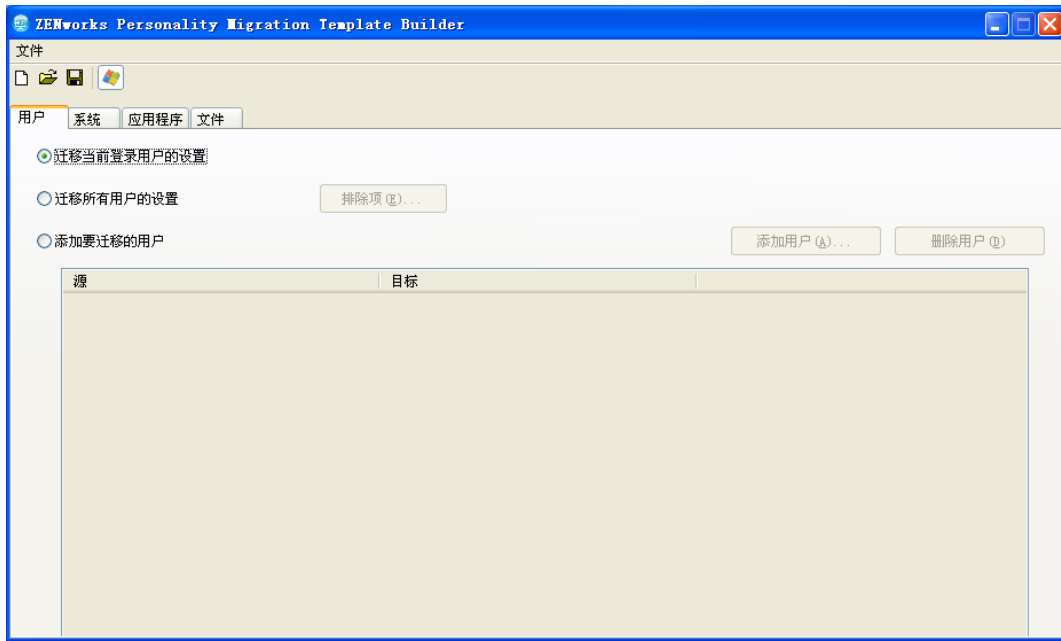 ZENworks Personality Migration Template Builder
文件
用户 系统 应用程序 文件
迁移当前登录用户的设置
迁移所有用户的设置 排除项(E)...
添加要迁移的用户 添加用户(A)... 删除用户(D)
源 目标